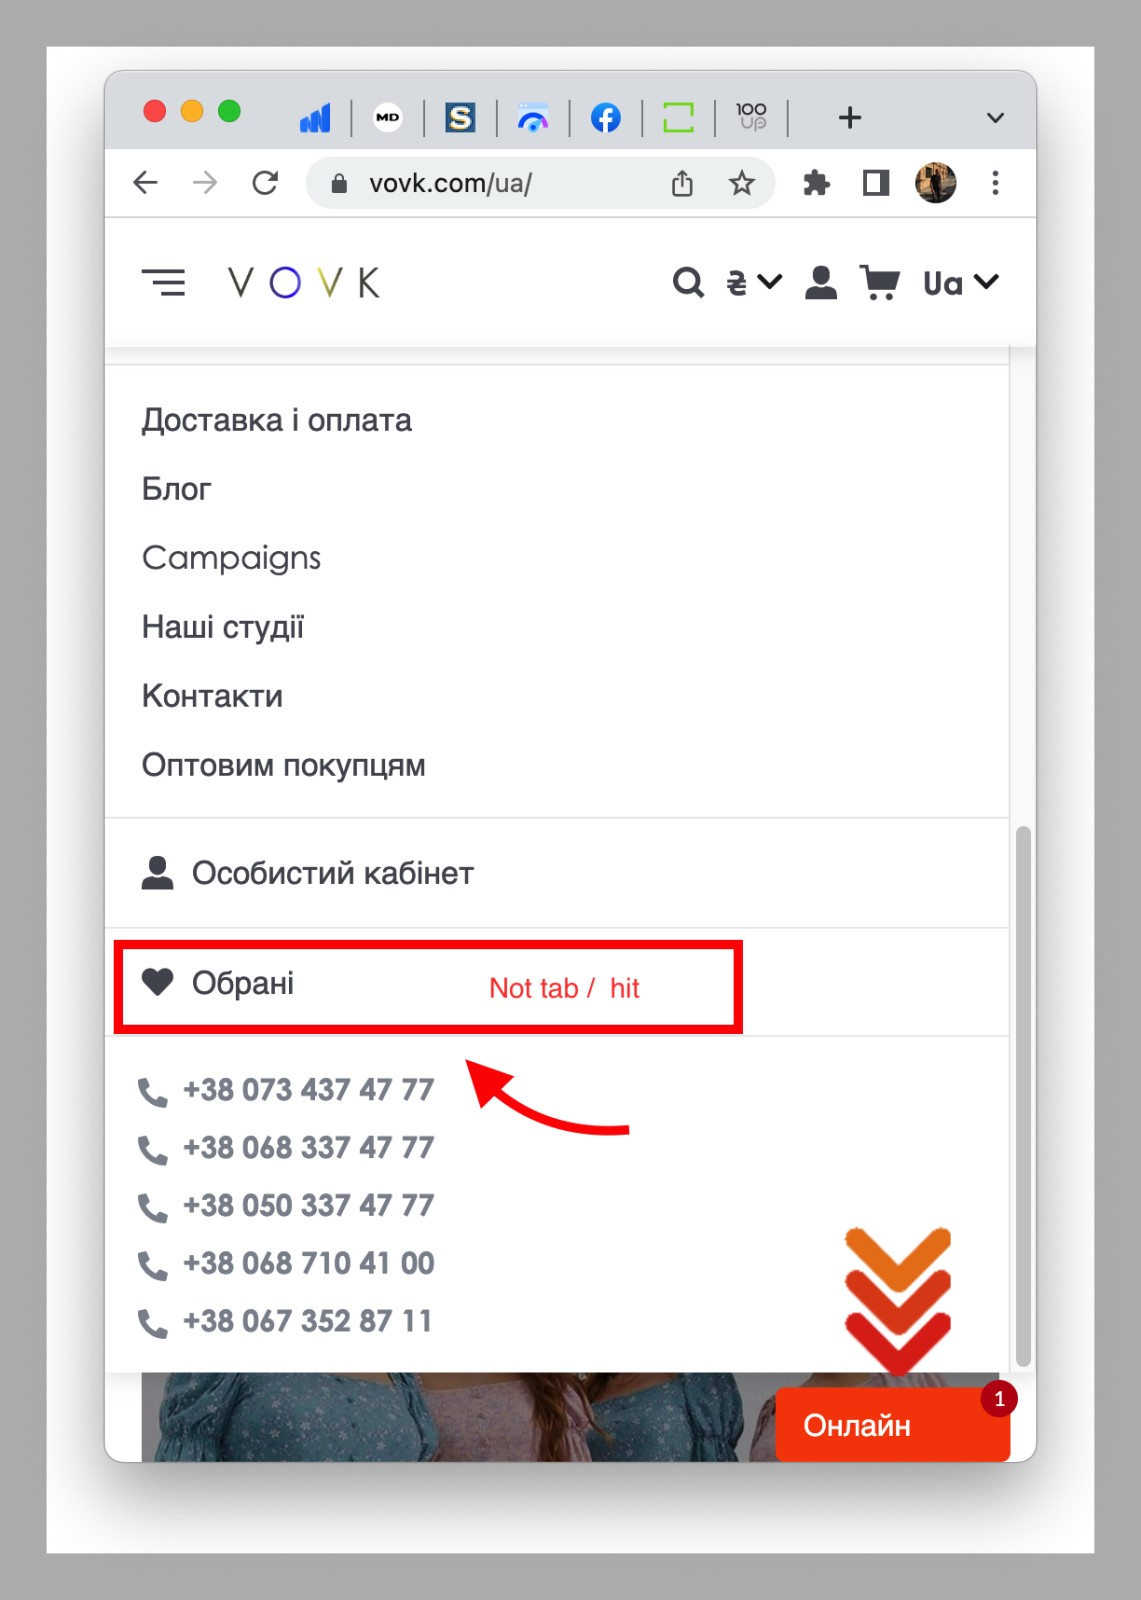 MD
S
100
UP
vovk.com/ua/
VOVK
₴
Ua
Доставка і оплата
Блог
Campaigns
Наші студії
Контакти
Оптовим покупцям
Особистий кабінет
Обрані
Not tab / hit
+38 073 437 47 77
+38 068 337 47 77
+38 050 337 47 77
+38 068 710 41 00
+38 067 352 87 11
1
Онлайн